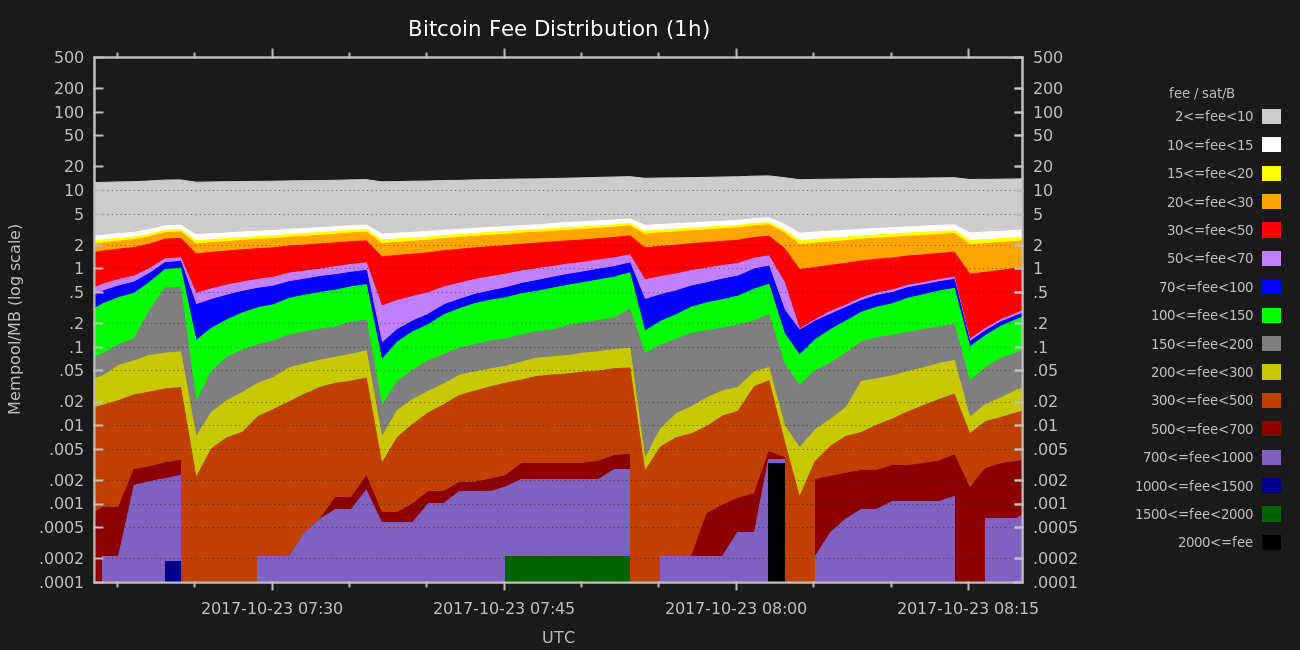 Bitcoin Fee Distribution (1h)
500 500
200 200
100 100
50 50
20 20
10 10
5 5
2 2
1 1
.5 .5
.2 .2
.1 .1
.05 .05
.02 .02
.01 .01
.005 .005
.002 .002
.001 .001
.0005 .0005
.0002 .0002
.0001 .0001
Mempool/MB (log scale)
2017-10-23 07:30 2017-10-23 07:45 2017-10-23 08:00 2017-10-23 08:15
UTC
fee / sat/B
2<=fee<10
10<=fee<15
15<=fee<20
20<=fee<30
30<=fee<50
50<=fee<70
70<=fee<100
100<=fee<150
150<=fee<200
200<=fee<300
300<=fee<500
500<=fee<700
700<=fee<1000
1000<=fee<1500
1500<=fee<2000
2000<=fee